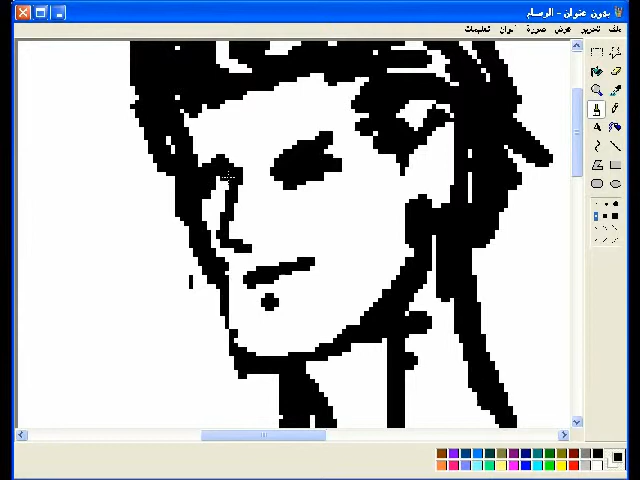 بدون عنوان - الرسام
ملف تحرير عرض صورة ألوان تعليمات